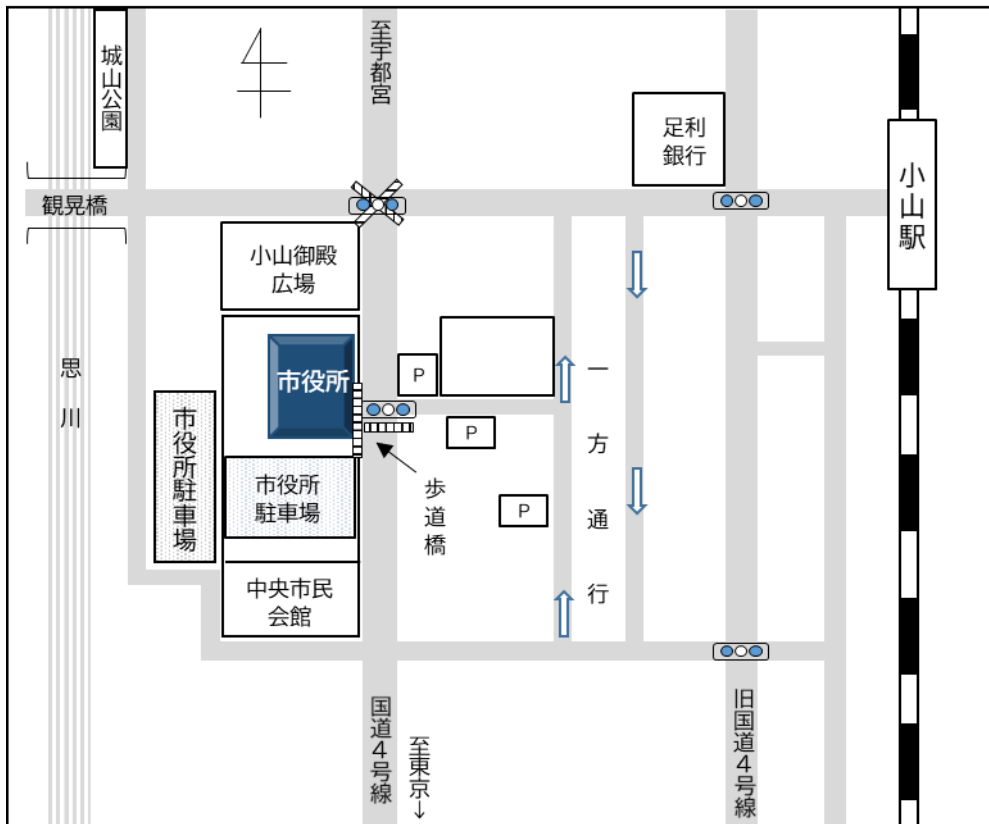 城山公園
至宇都宮
足利
銀行
小山駅
観晃橋
小山御殿
広場
思川
市役所
P
一方通行
P
市役所駐車場
市役所
駐車場
歩道橋
P
中央市民
会館
国道4号線
至東京↓
旧国道4号線